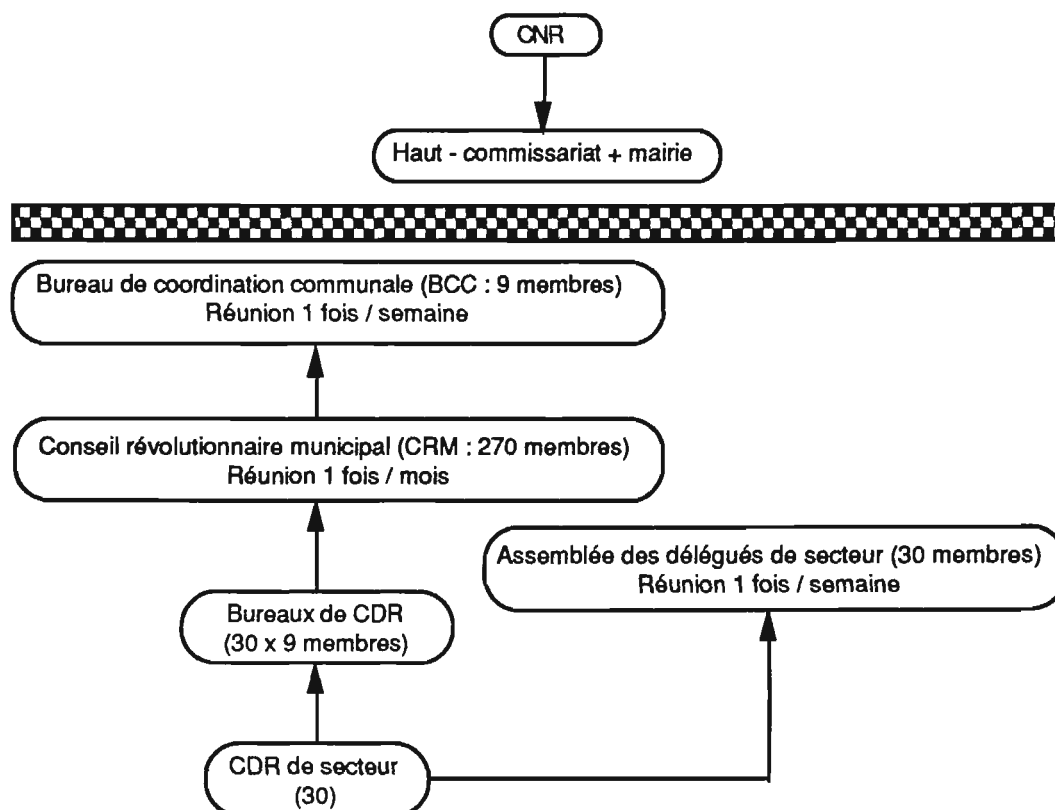 CNR
Haut - commissariat + mairie
Bureau de coordination communale (BCC : 9 membres)
Réunion 1 fois / semaine
Conseil révolutionnaire municipal (CRM : 270 membres)
Réunion 1 fois / mois
Assemblée des délégués de secteur (30 membres)
Réunion 1 fois / semaine
Bureaux de CDR
(30 x 9 membres)
CDR de secteur
(30)